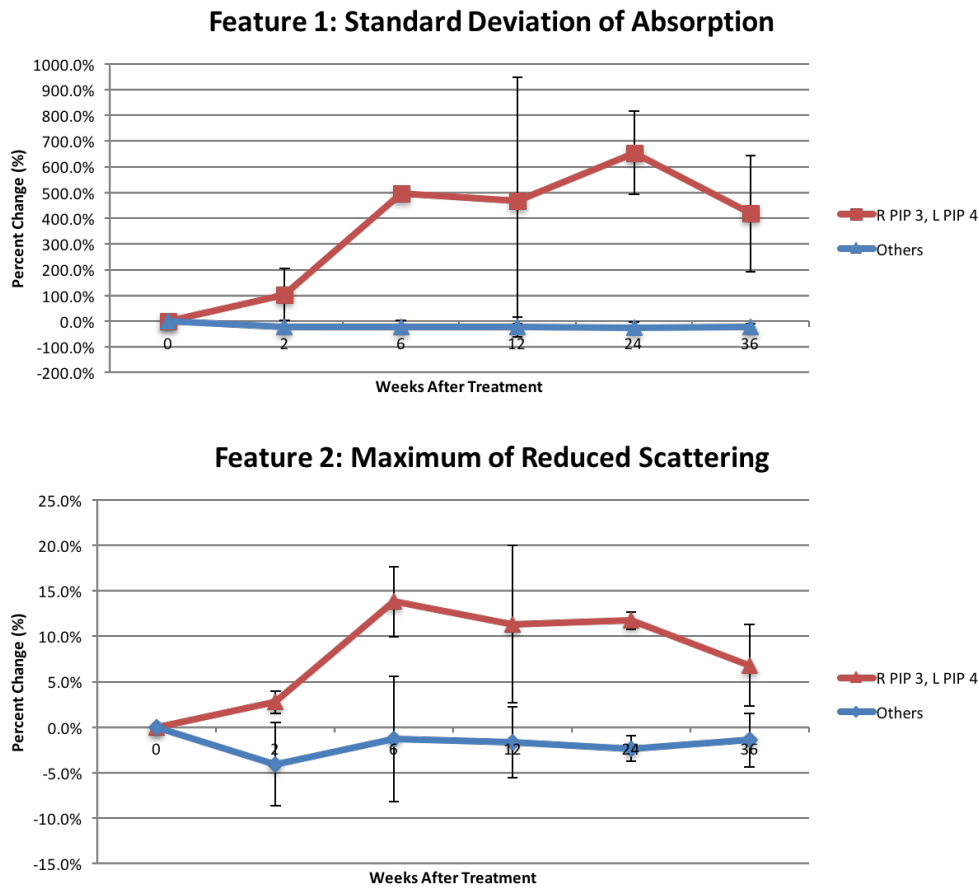 Feature 1: Standard Deviation of Absorption
1000.0%
900.0%
800.0%
700.0%
600.0%
500.0%
400.0%
300.0%
200.0%
100.0%
0.0%
-100.0%
-200.0%
Percent Change (%)
0 2 6 12 24 36
Weeks After Treatment
R PIP 3, L PIP 4
Others
Feature 2: Maximum of Reduced Scattering
25.0%
20.0%
15.0%
10.0%
5.0%
0.0%
-5.0%
-10.0%
-15.0%
Percent Change (%)
0 2 6 12 24 36
Weeks After Treatment
R PIP 3, L PIP 4
Others